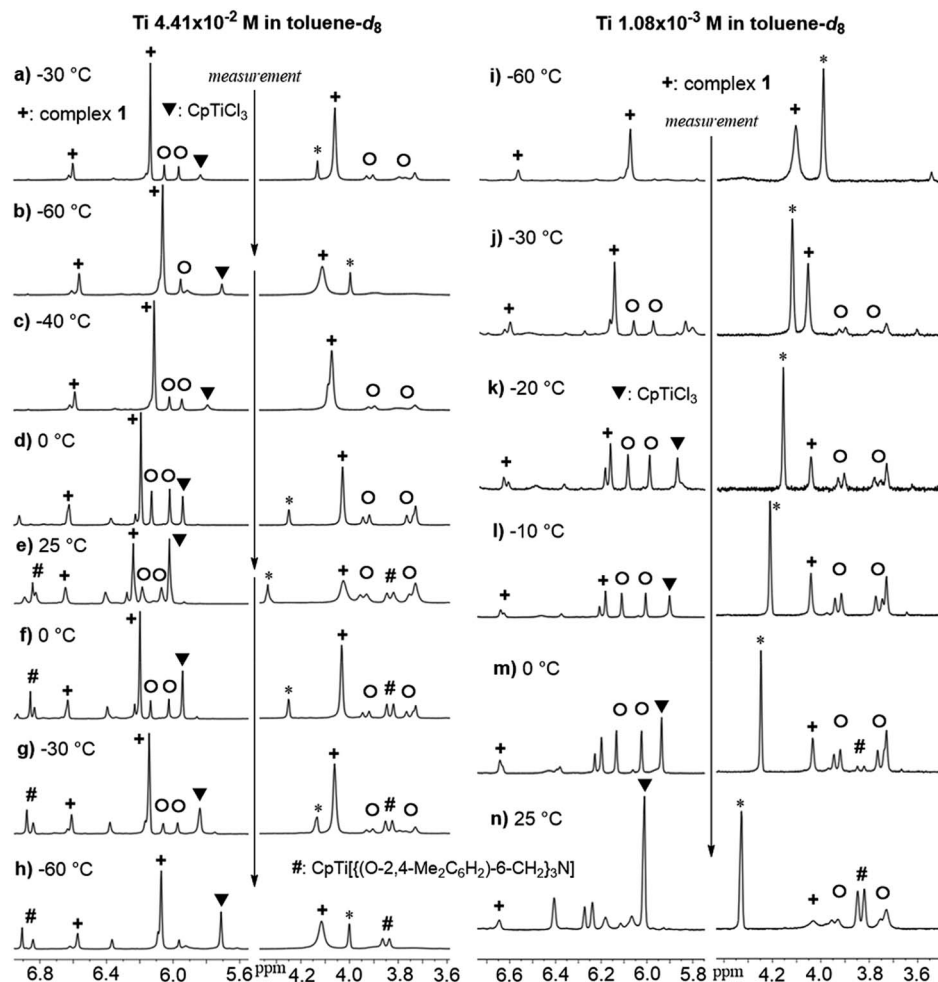 Ti 4.41x10⁻² M in toluene-d₈
a) -30 °C
measurement
+: complex 1
▼: CpTiCl₃
b) -60 °C
c) -40 °C
d) 0 °C
e) 25 °C
f) 0 °C
g) -30 °C
h) -60 °C
#: CpTi[{(O-2,4-Me₂C₆H₂)-6-CH₂}₃N]
6.8 6.4 6.0 5.6 ppm 4.4 4.2 4.0 3.8 3.6
Ti 1.08x10⁻³ M in toluene-d₈
i) -60 °C
+: complex 1
measurement
j) -30 °C
k) -20 °C
▼: CpTiCl₃
l) -10 °C
m) 0 °C
n) 25 °C
6.6 6.4 6.2 6.0 5.8 ppm 4.2 4.0 3.8 3.6